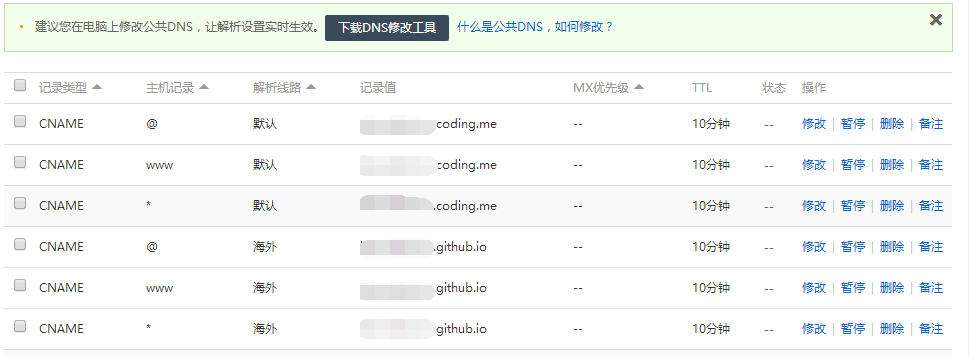 建议您在电脑上修改公共DNS，让解析设置实时生效。 下载DNS修改工具 什么是公共DNS，如何修改？
记录类型 主机记录 解析线路 记录值 MX优先级 TTL 状态 操作
CNAME @ 默认 coding.me -- 10分钟 -- 修改 | 暂停 | 删除 | 备注
CNAME www 默认 coding.me -- 10分钟 -- 修改 | 暂停 | 删除 | 备注
CNAME * 默认 .coding.me -- 10分钟 -- 修改 | 暂停 | 删除 | 备注
CNAME @ 海外 .github.io -- 10分钟 -- 修改 | 暂停 | 删除 | 备注
CNAME www 海外 github.io -- 10分钟 -- 修改 | 暂停 | 删除 | 备注
CNAME * 海外 github.io -- 10分钟 -- 修改 | 暂停 | 删除 | 备注